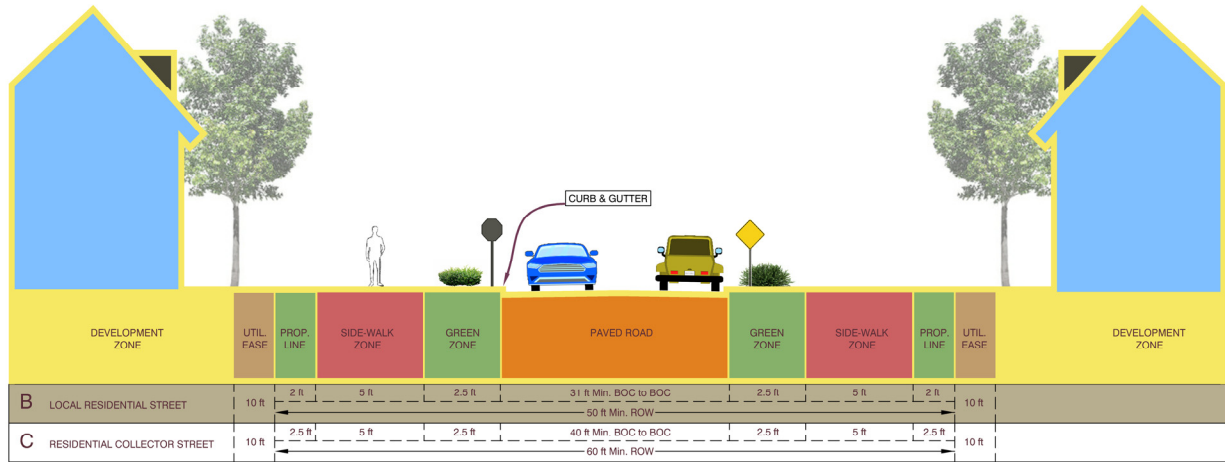 CURB & GUTTER
DEVELOPMENT
ZONE
UTIL.
EASE
PROP.
LINE
SIDE-WALK
ZONE
GREEN
ZONE
PAVED ROAD
GREEN
ZONE
SIDE-WALK
ZONE
PROP.
LINE
UTIL.
EASE
DEVELOPMENT
ZONE
B LOCAL RESIDENTIAL STREET
10 ft
2 ft
5 ft
2.5 ft
31 ft Min. BOC to BOC
2.5 ft
5 ft
2 ft
10 ft
50 ft Min. ROW
C RESIDENTIAL COLLECTOR STREET
10 ft
2.5 ft
5 ft
2.5 ft
40 ft Min. BOC to BOC
2.5 ft
5 ft
2.5 ft
10 ft
60 ft Min. ROW